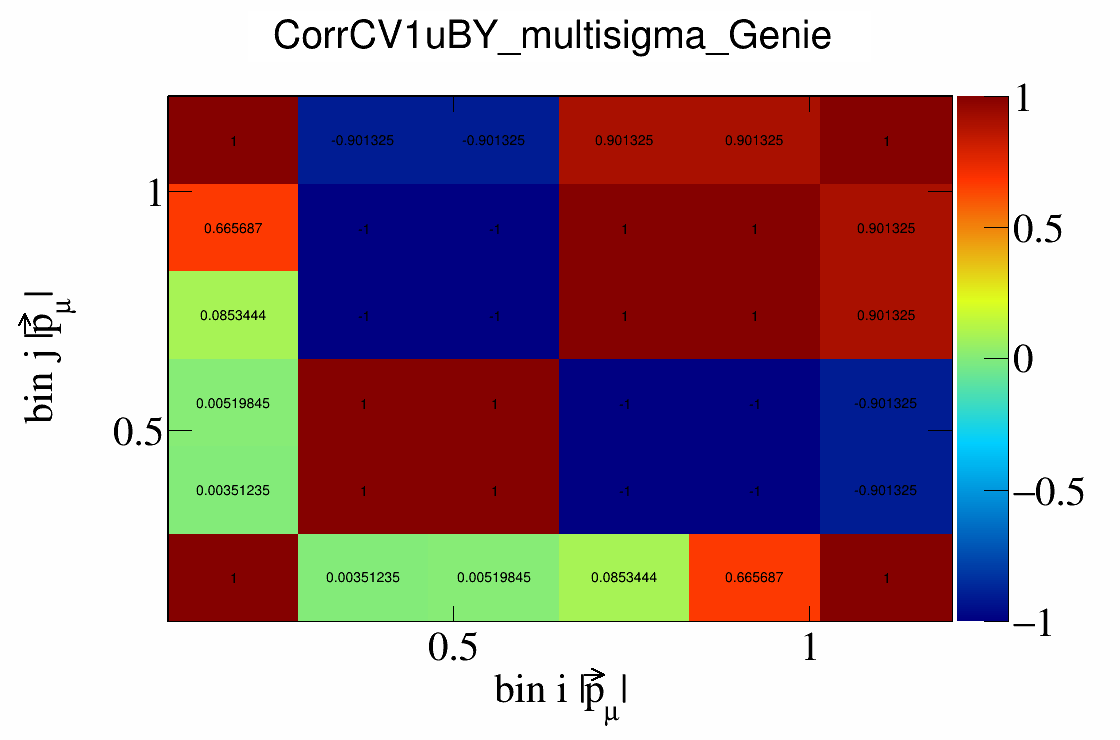 CorrCV1uBY_multisigma_Genie
1 -0.901325 -0.901325 0.901325 0.901325 1
0.665687 -1 -1 1 1 0.901325
0.0853444 -1 -1 1 1 0.901325
0.00519845 1 1 -1 -1 -0.901325
0.00351235 1 1 -1 -1 -0.901325
1 0.00351235 0.00519845 0.0853444 0.665687 1
1
0.5
bin j |p⃗μ|
0.5 1
bin i |p⃗μ|
1
0.5
0
−0.5
−1